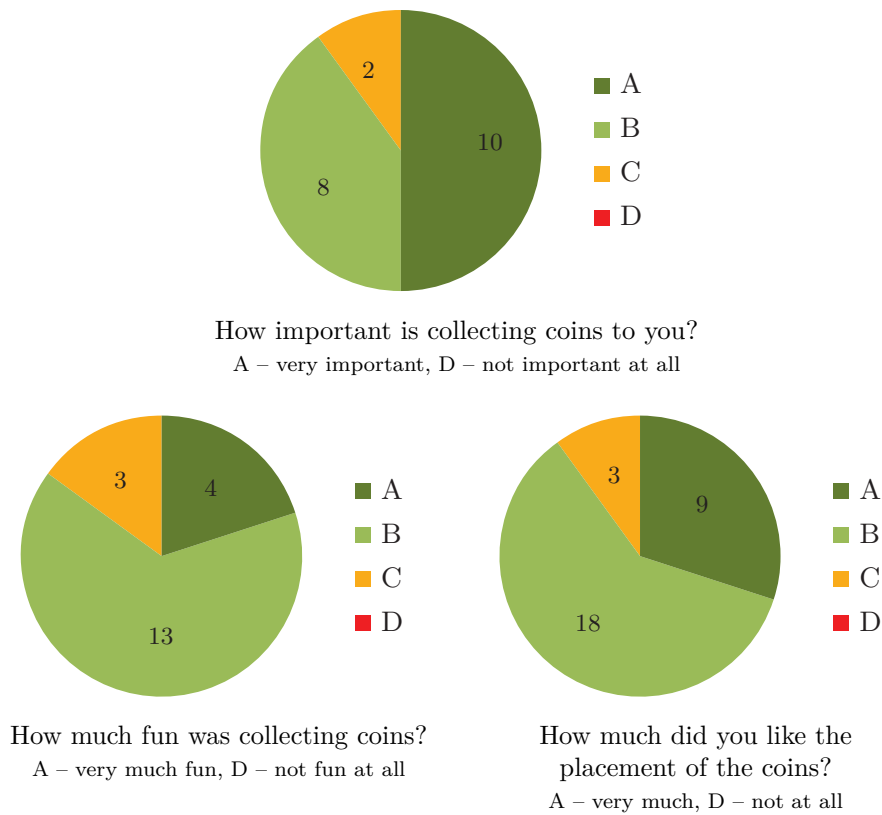 2
10
8
A
B
C
D
How important is collecting coins to you?
A – very important, D – not important at all
3
4
13
A
B
C
D
How much fun was collecting coins?
A – very much fun, D – not fun at all
3
9
18
A
B
C
D
How much did you like the
placement of the coins?
A – very much, D – not at all